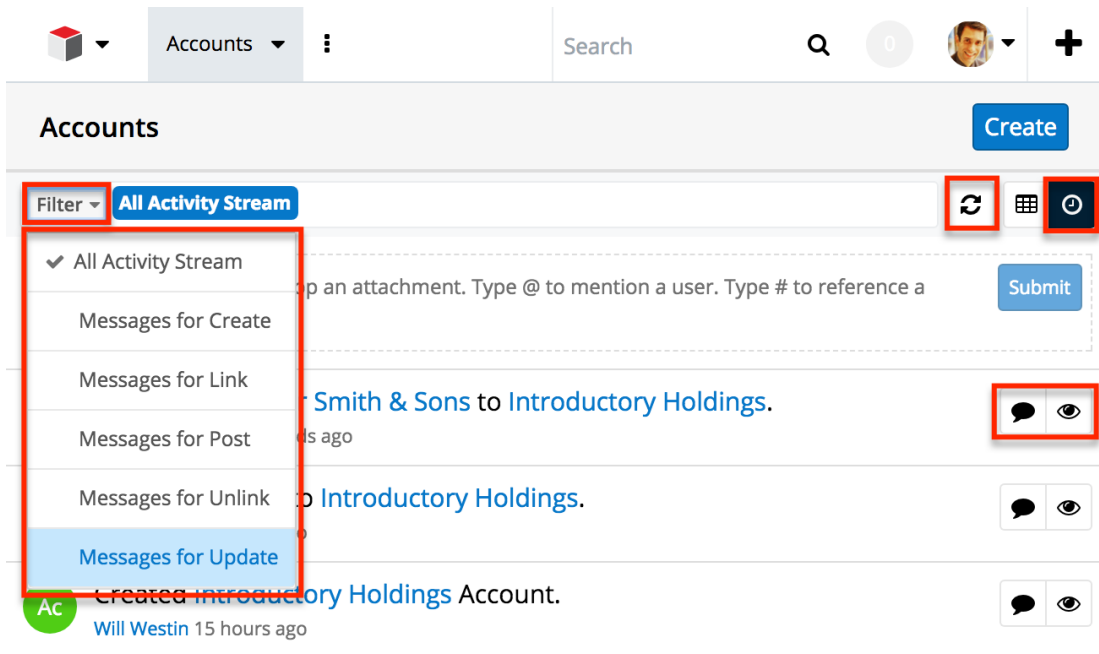 Accounts
Search
0
Accounts
Create
Filter
All Activity Stream
All Activity Stream
an attachment. Type @ to mention a user. Type # to reference a
Submit
Messages for Create
Messages for Link
Smith & Sons to Introductory Holdings.
ago
Messages for Post
Messages for Unlink
Introductory Holdings.
Messages for Update
Created Introductory Holdings Account.
Ac
Will Westin 15 hours ago